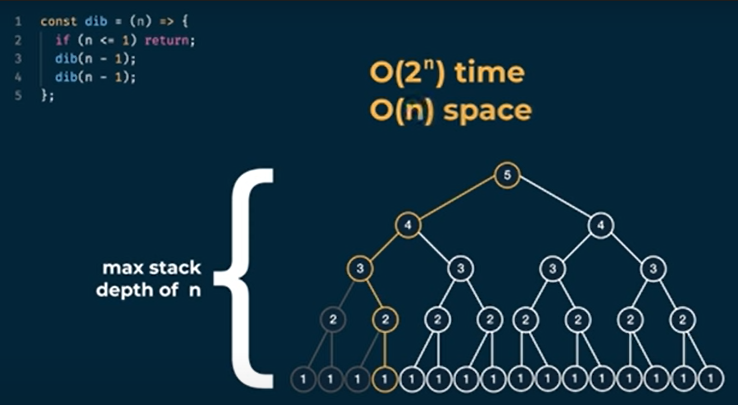 1 const dib = (n) => {
2 if (n <= 1) return;
3 dib(n - 1);
4 dib(n - 1);
5 };
O(2ⁿ) time
O(n) space
max stack
depth of n
5
4 4
3 3 3 3
2 2 2 2 2 2 2 2
1 1 1 1 1 1 1 1 1 1 1 1 1 1 1 1